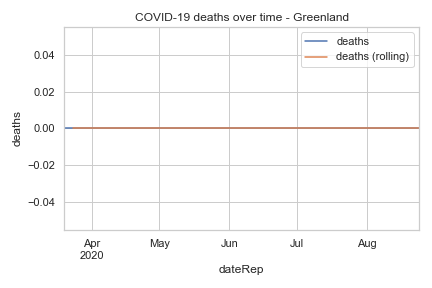 COVID-19 deaths over time - Greenland
deaths
deaths (rolling)
0.04
0.02
0.00
−0.02
−0.04
deaths
Apr
2020
May
Jun
Jul
Aug
dateRep